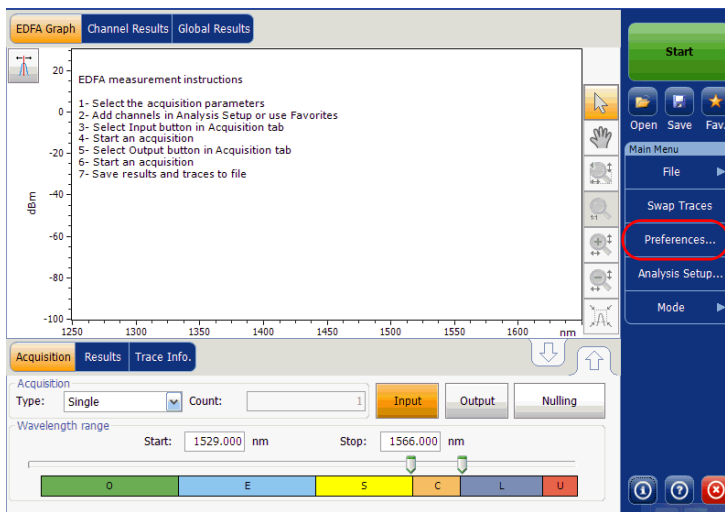 EDFA Graph Channel Results Global Results
EDFA measurement instructions
1- Select the acquisition parameters
2- Add channels in Analysis Setup or use Favorites
3- Select Input button in Acquisition tab
4- Start an acquisition
5- Select Output button in Acquisition tab
6- Start an acquisition
7- Save results and traces to file
20
0
-20
-40
-60
-80
-100
dBm
1250 1300 1350 1400 1450 1500 1550 1600 nm
1:1
Start
Open Save Fav.
Main Menu
File
Swap Traces
Preferences...
Analysis Setup...
Mode
Acquisition Results Trace Info.
Acquisition
Type: Single Count: 1 Input Output Nulling
Wavelength range
Start: 1529.000 nm Stop: 1566.000 nm
O E S C L U